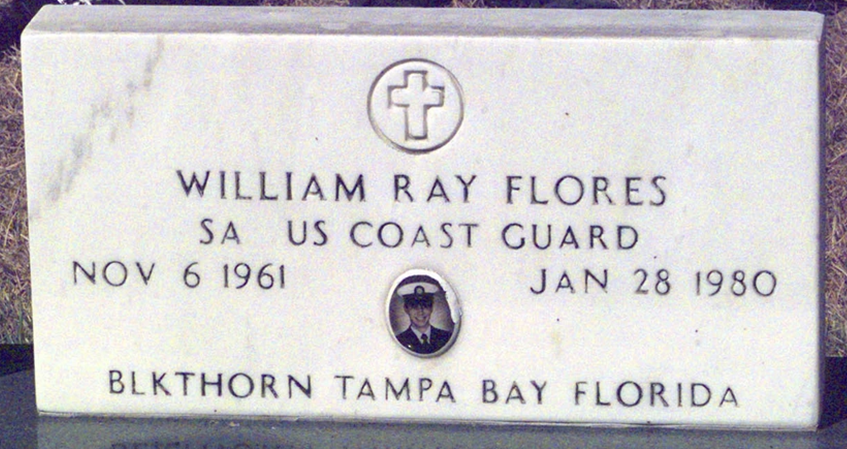 WILLIAM RAY FLORES
SA US COAST GUARD
NOV 6 1961 JAN 28 1980
BLKTHORN TAMPA BAY FLORIDA